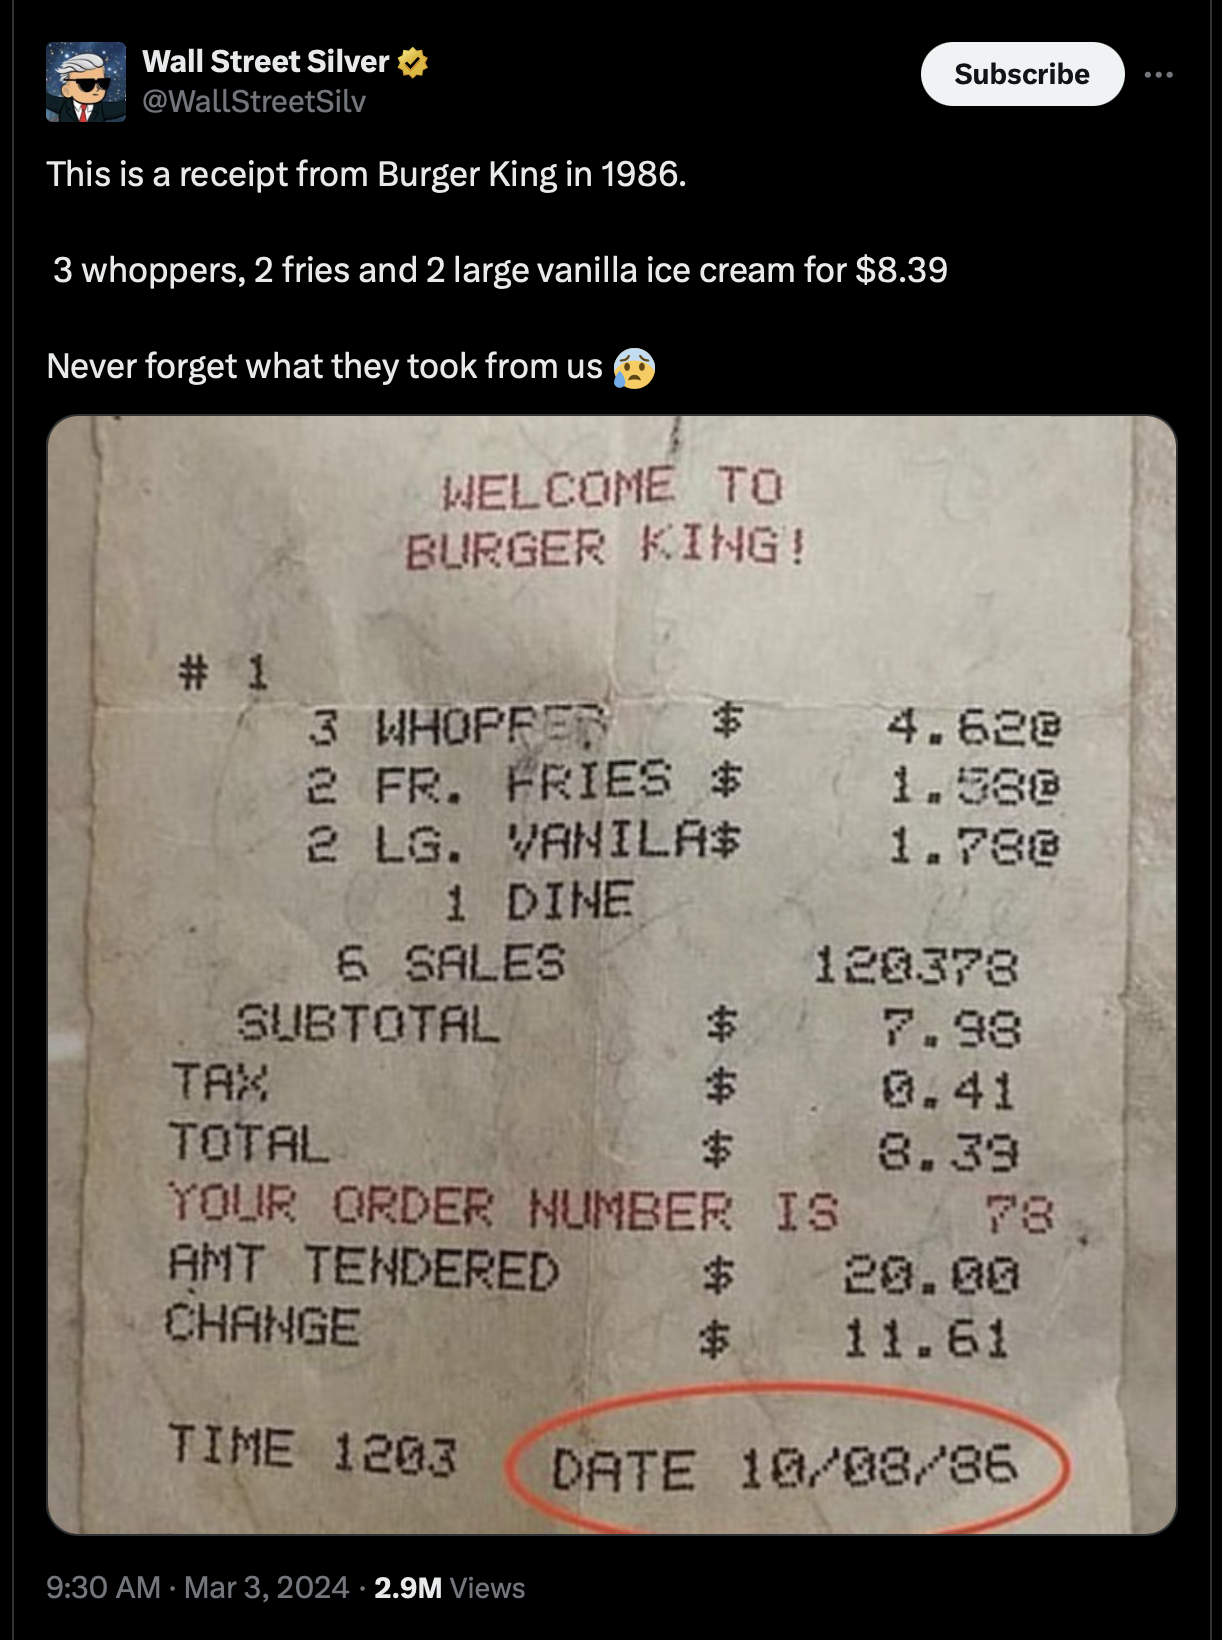 Wall Street Silver
@WallStreetSilv
Subscribe
This is a receipt from Burger King in 1986.
3 whoppers, 2 fries and 2 large vanilla ice cream for $8.39
Never forget what they took from us 😰
WELCOME TO
BURGER KING!
# 1
3 WHOPPER $ 4.62@
2 FR. FRIES $ 1.58@
2 LG. VANILA$ 1.78@
1 DINE
6 SALES 120378
SUBTOTAL $ 7.98
TAX $ 0.41
TOTAL $ 8.39
YOUR ORDER NUMBER IS 78
AMT TENDERED $ 20.00
CHANGE $ 11.61
TIME 1203 DATE 10/08/86
9:30 AM · Mar 3, 2024 · 2.9M Views